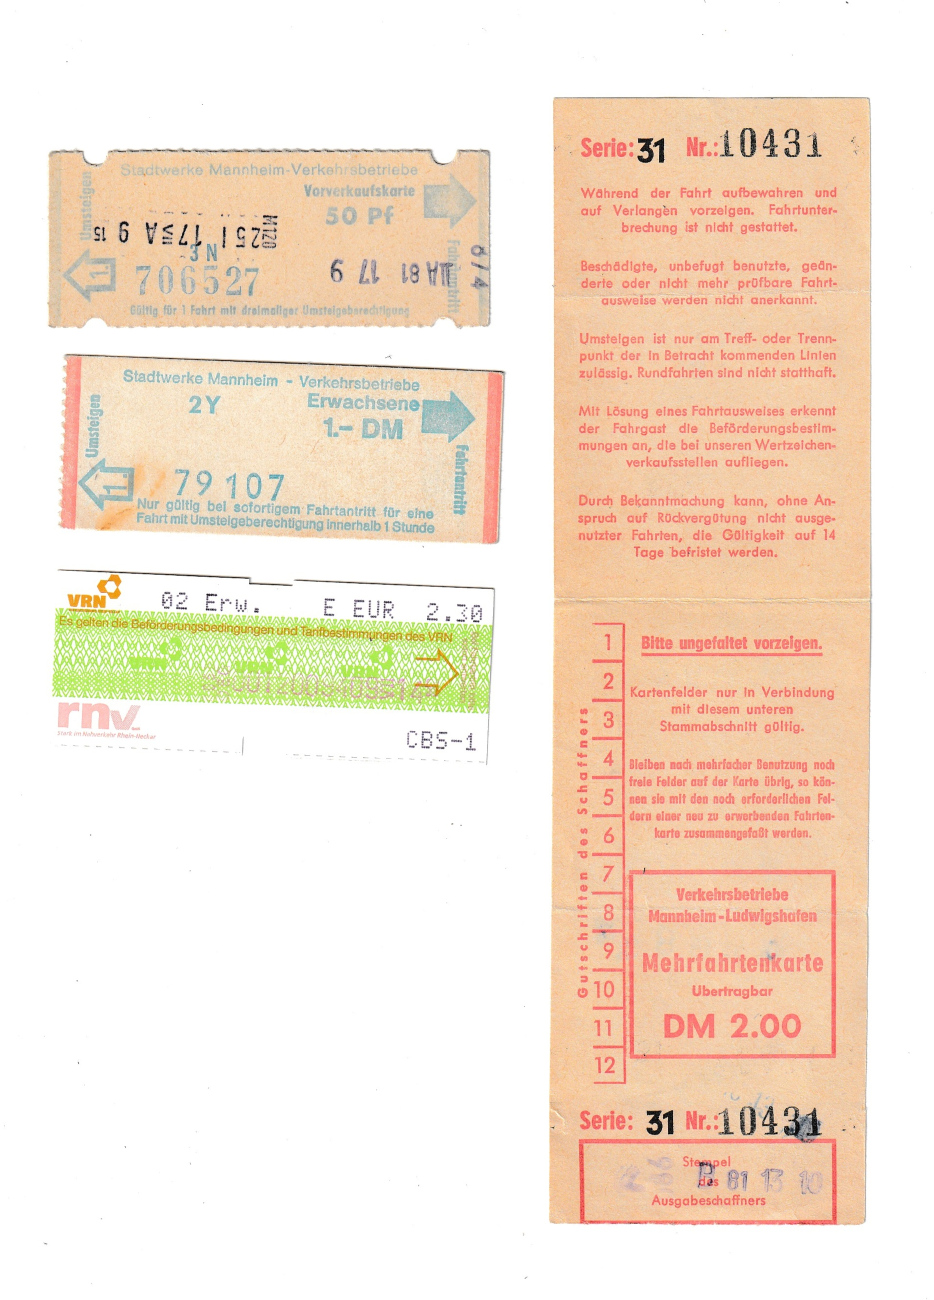 Stadtwerke Mannheim-Verkehrsbetriebe
Vorverkaufskarte
50 Pf
Umsteigen
Fahrtantritt
706527
Gültig für 1 Fahrt mit dreimaliger Umsteigeberechtigung
Stadtwerke Mannheim - Verkehrsbetriebe
2Y
Erwachsene
1.- DM
Umsteigen
Fahrtantritt
79107
Nur gültig bei sofortigem Fahrtantritt für eine
Fahrt mit Umsteigeberechtigung innerhalb 1 Stunde
VRN
02 Erw. E EUR 2.30
Es gelten die Beförderungsbedingungen und Tarifbestimmungen des VRN
VRN VRN VRN
rnv
CBS-1
Serie: 31 Nr.: 10431
Während der Fahrt aufbewahren und
auf Verlangen vorzeigen. Fahrtunter-
brechung ist nicht gestattet.
Beschädigte, unbefugt benutzte, geän-
derte oder nicht mehr prüfbare Fahrt-
ausweise werden nicht anerkannt.
Umsteigen ist nur am Treff- oder Trenn-
punkt der in Betracht kommenden Linien
zulässig. Rundfahrten sind nicht statthaft.
Mit Lösung eines Fahrtausweises erkennt
der Fahrgast die Beförderungsbestim-
mungen an, die bei unseren Wertzeichen-
verkaufsstellen aufliegen.
Durch Bekanntmachung kann, ohne An-
spruch auf Rückvergütung nicht ausge-
nutzter Fahrten, die Gültigkeit auf 14
Tage befristet werden.
Gutschriften des Schaffners
1
2
3
4
5
6
7
8
9
10
11
12
Bitte ungefaltet vorzeigen.
Kartenfelder nur in Verbindung
mit diesem unteren
Stammabschnitt gültig.
Bleiben nach mehrfacher Benutzung noch
freie Felder auf der Karte übrig, so kön-
nen sie mit den noch erforderlichen Fel-
dern einer neu zu erwerbenden Fahrten-
karte zusammengefaßt werden.
Verkehrsbetriebe
Mannheim-Ludwigshafen
Mehrfahrtenkarte
Übertragbar
DM 2.00
Serie: 31 Nr.: 10431
Stempel
des
Ausgabeschaffners
81 13 10